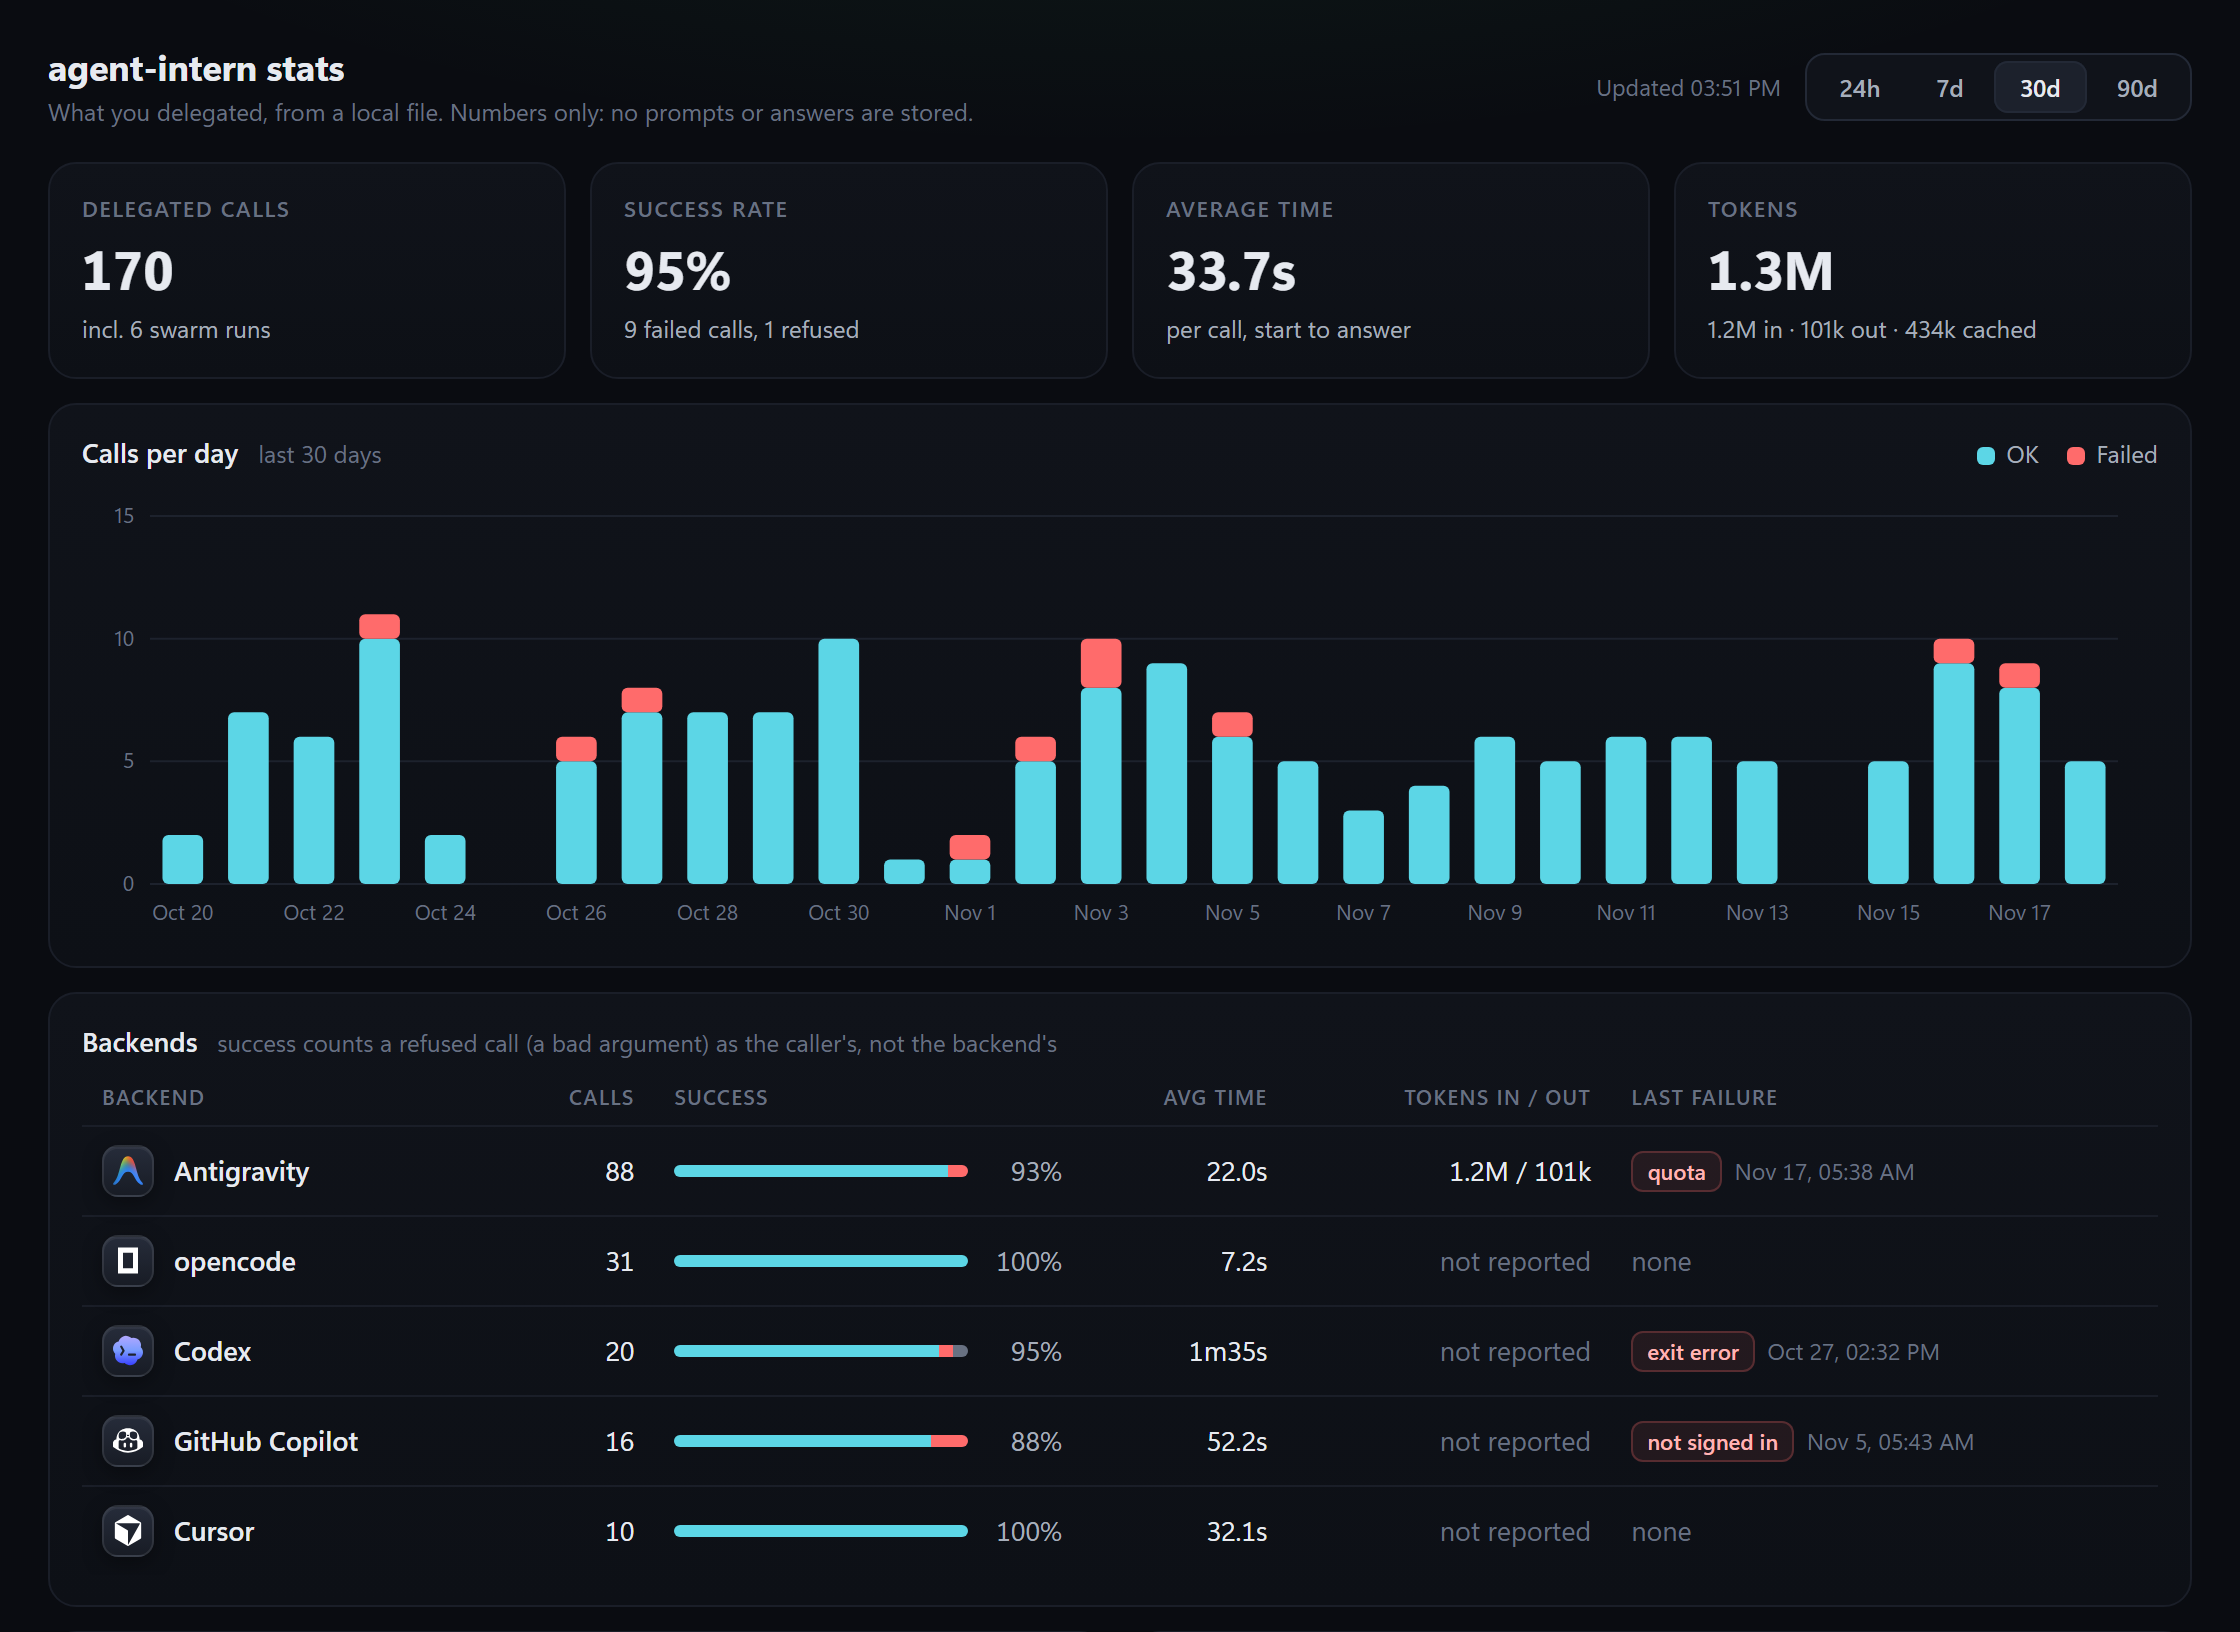 agent-intern stats
What you delegated, from a local file. Numbers only: no prompts or answers are stored.
Updated 03:51 PM
24h 7d 30d 90d
DELEGATED CALLS
170
incl. 6 swarm runs
SUCCESS RATE
95%
9 failed calls, 1 refused
AVERAGE TIME
33.7s
per call, start to answer
TOKENS
1.3M
1.2M in · 101k out · 434k cached
Calls per day last 30 days
OK Failed
15
10
5
0
Oct 20 Oct 22 Oct 24 Oct 26 Oct 28 Oct 30 Nov 1 Nov 3 Nov 5 Nov 7 Nov 9 Nov 11 Nov 13 Nov 15 Nov 17
Backends success counts a refused call (a bad argument) as the caller's, not the backend's
BACKEND CALLS SUCCESS AVG TIME TOKENS IN / OUT LAST FAILURE
Antigravity 88 93% 22.0s 1.2M / 101k quota Nov 17, 05:38 AM
opencode 31 100% 7.2s not reported none
Codex 20 95% 1m35s not reported exit error Oct 27, 02:32 PM
GitHub Copilot 16 88% 52.2s not reported not signed in Nov 5, 05:43 AM
Cursor 10 100% 32.1s not reported none